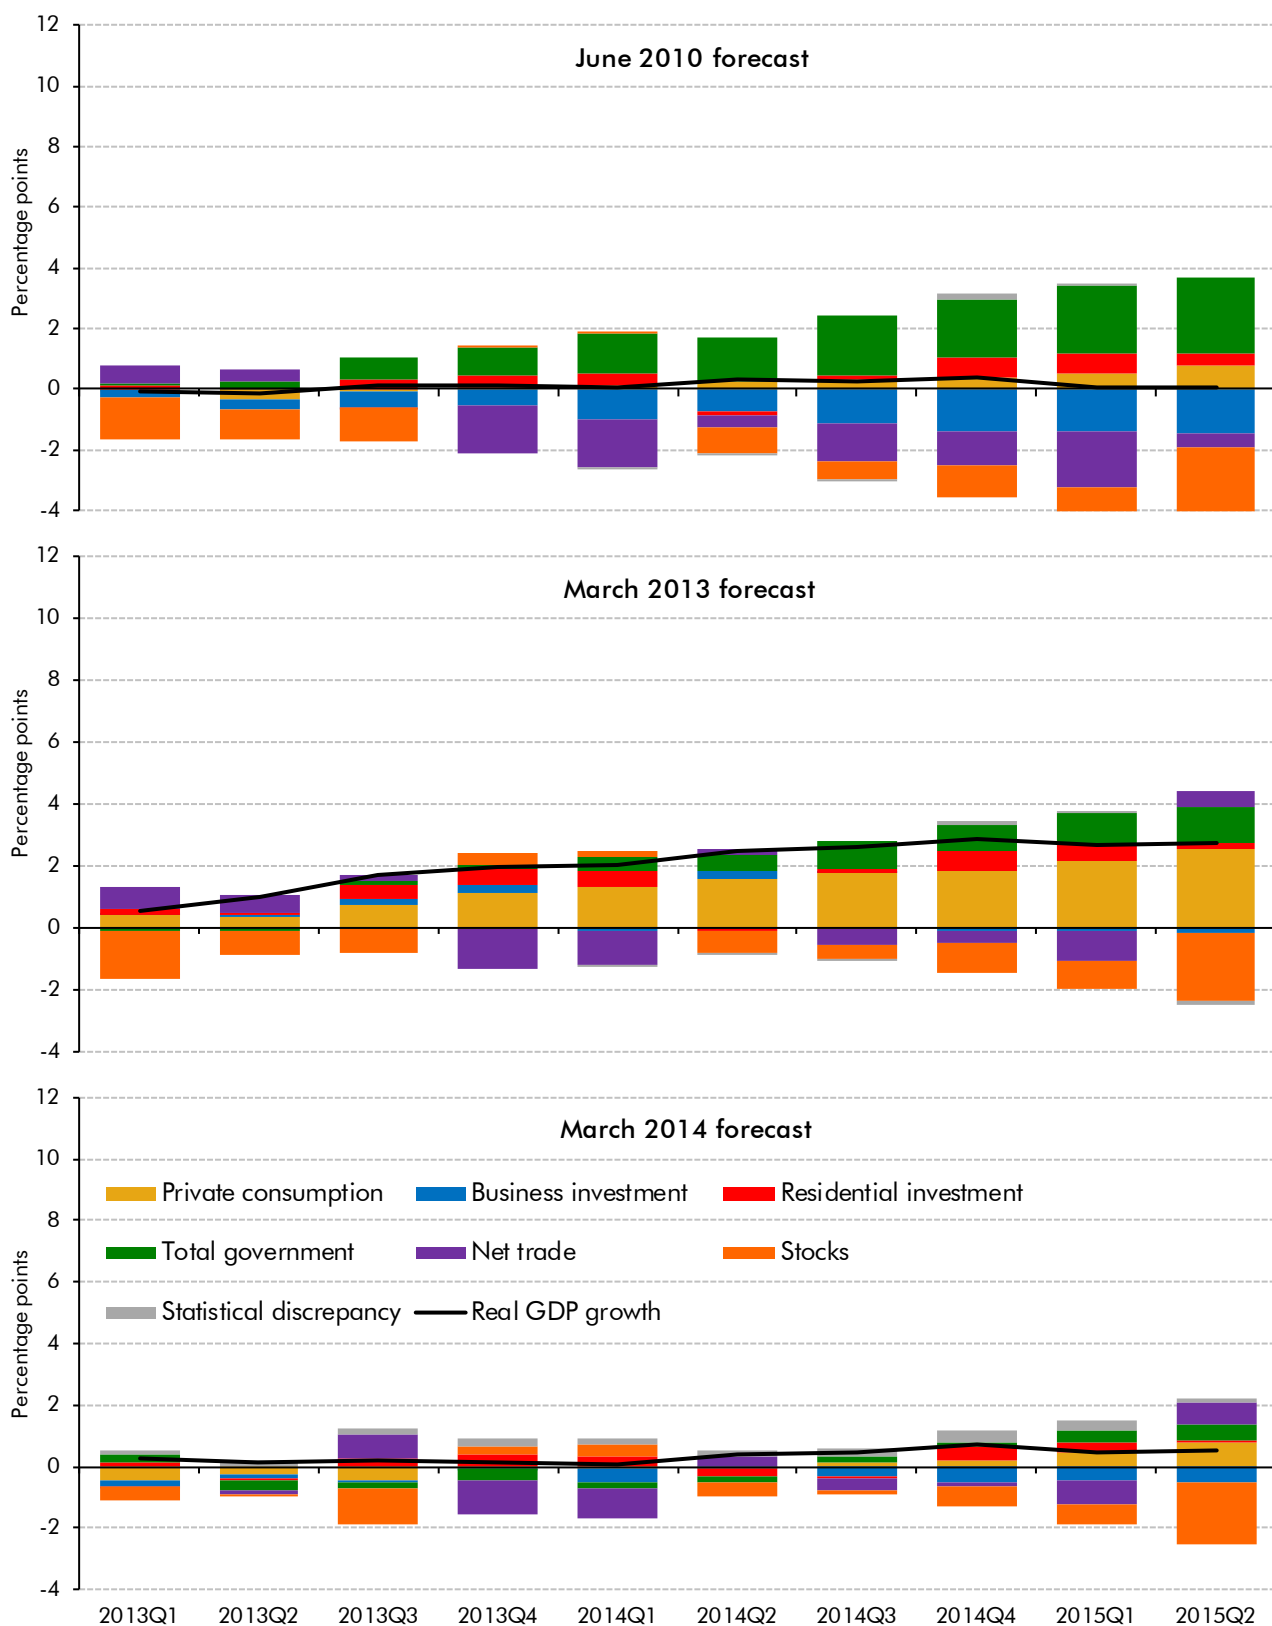 June 2010 forecast
Percentage points
12
10
8
6
4
2
0
-2
-4
March 2013 forecast
Percentage points
12
10
8
6
4
2
0
-2
-4
March 2014 forecast
Percentage points
12
10
8
6
4
2
0
-2
-4
Private consumption Business investment Residential investment
Total government Net trade Stocks
Statistical discrepancy Real GDP growth
2013Q1 2013Q2 2013Q3 2013Q4 2014Q1 2014Q2 2014Q3 2014Q4 2015Q1 2015Q2